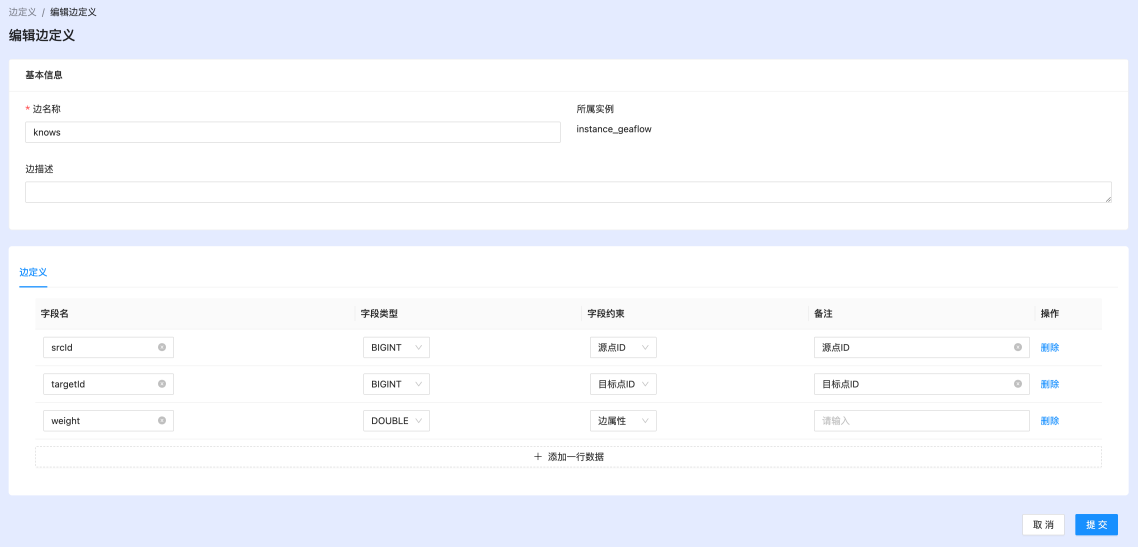 边定义 / 编辑边定义
编辑边定义
基本信息
* 边名称 所属实例
knows instance_geaflow
边描述
边定义
字段名 字段类型 字段约束 备注 操作
srcId BIGINT 源点ID 源点ID 删除
targetId BIGINT 目标点ID 目标点ID 删除
weight DOUBLE 边属性 请输入 删除
+ 添加一行数据
取 消 提 交